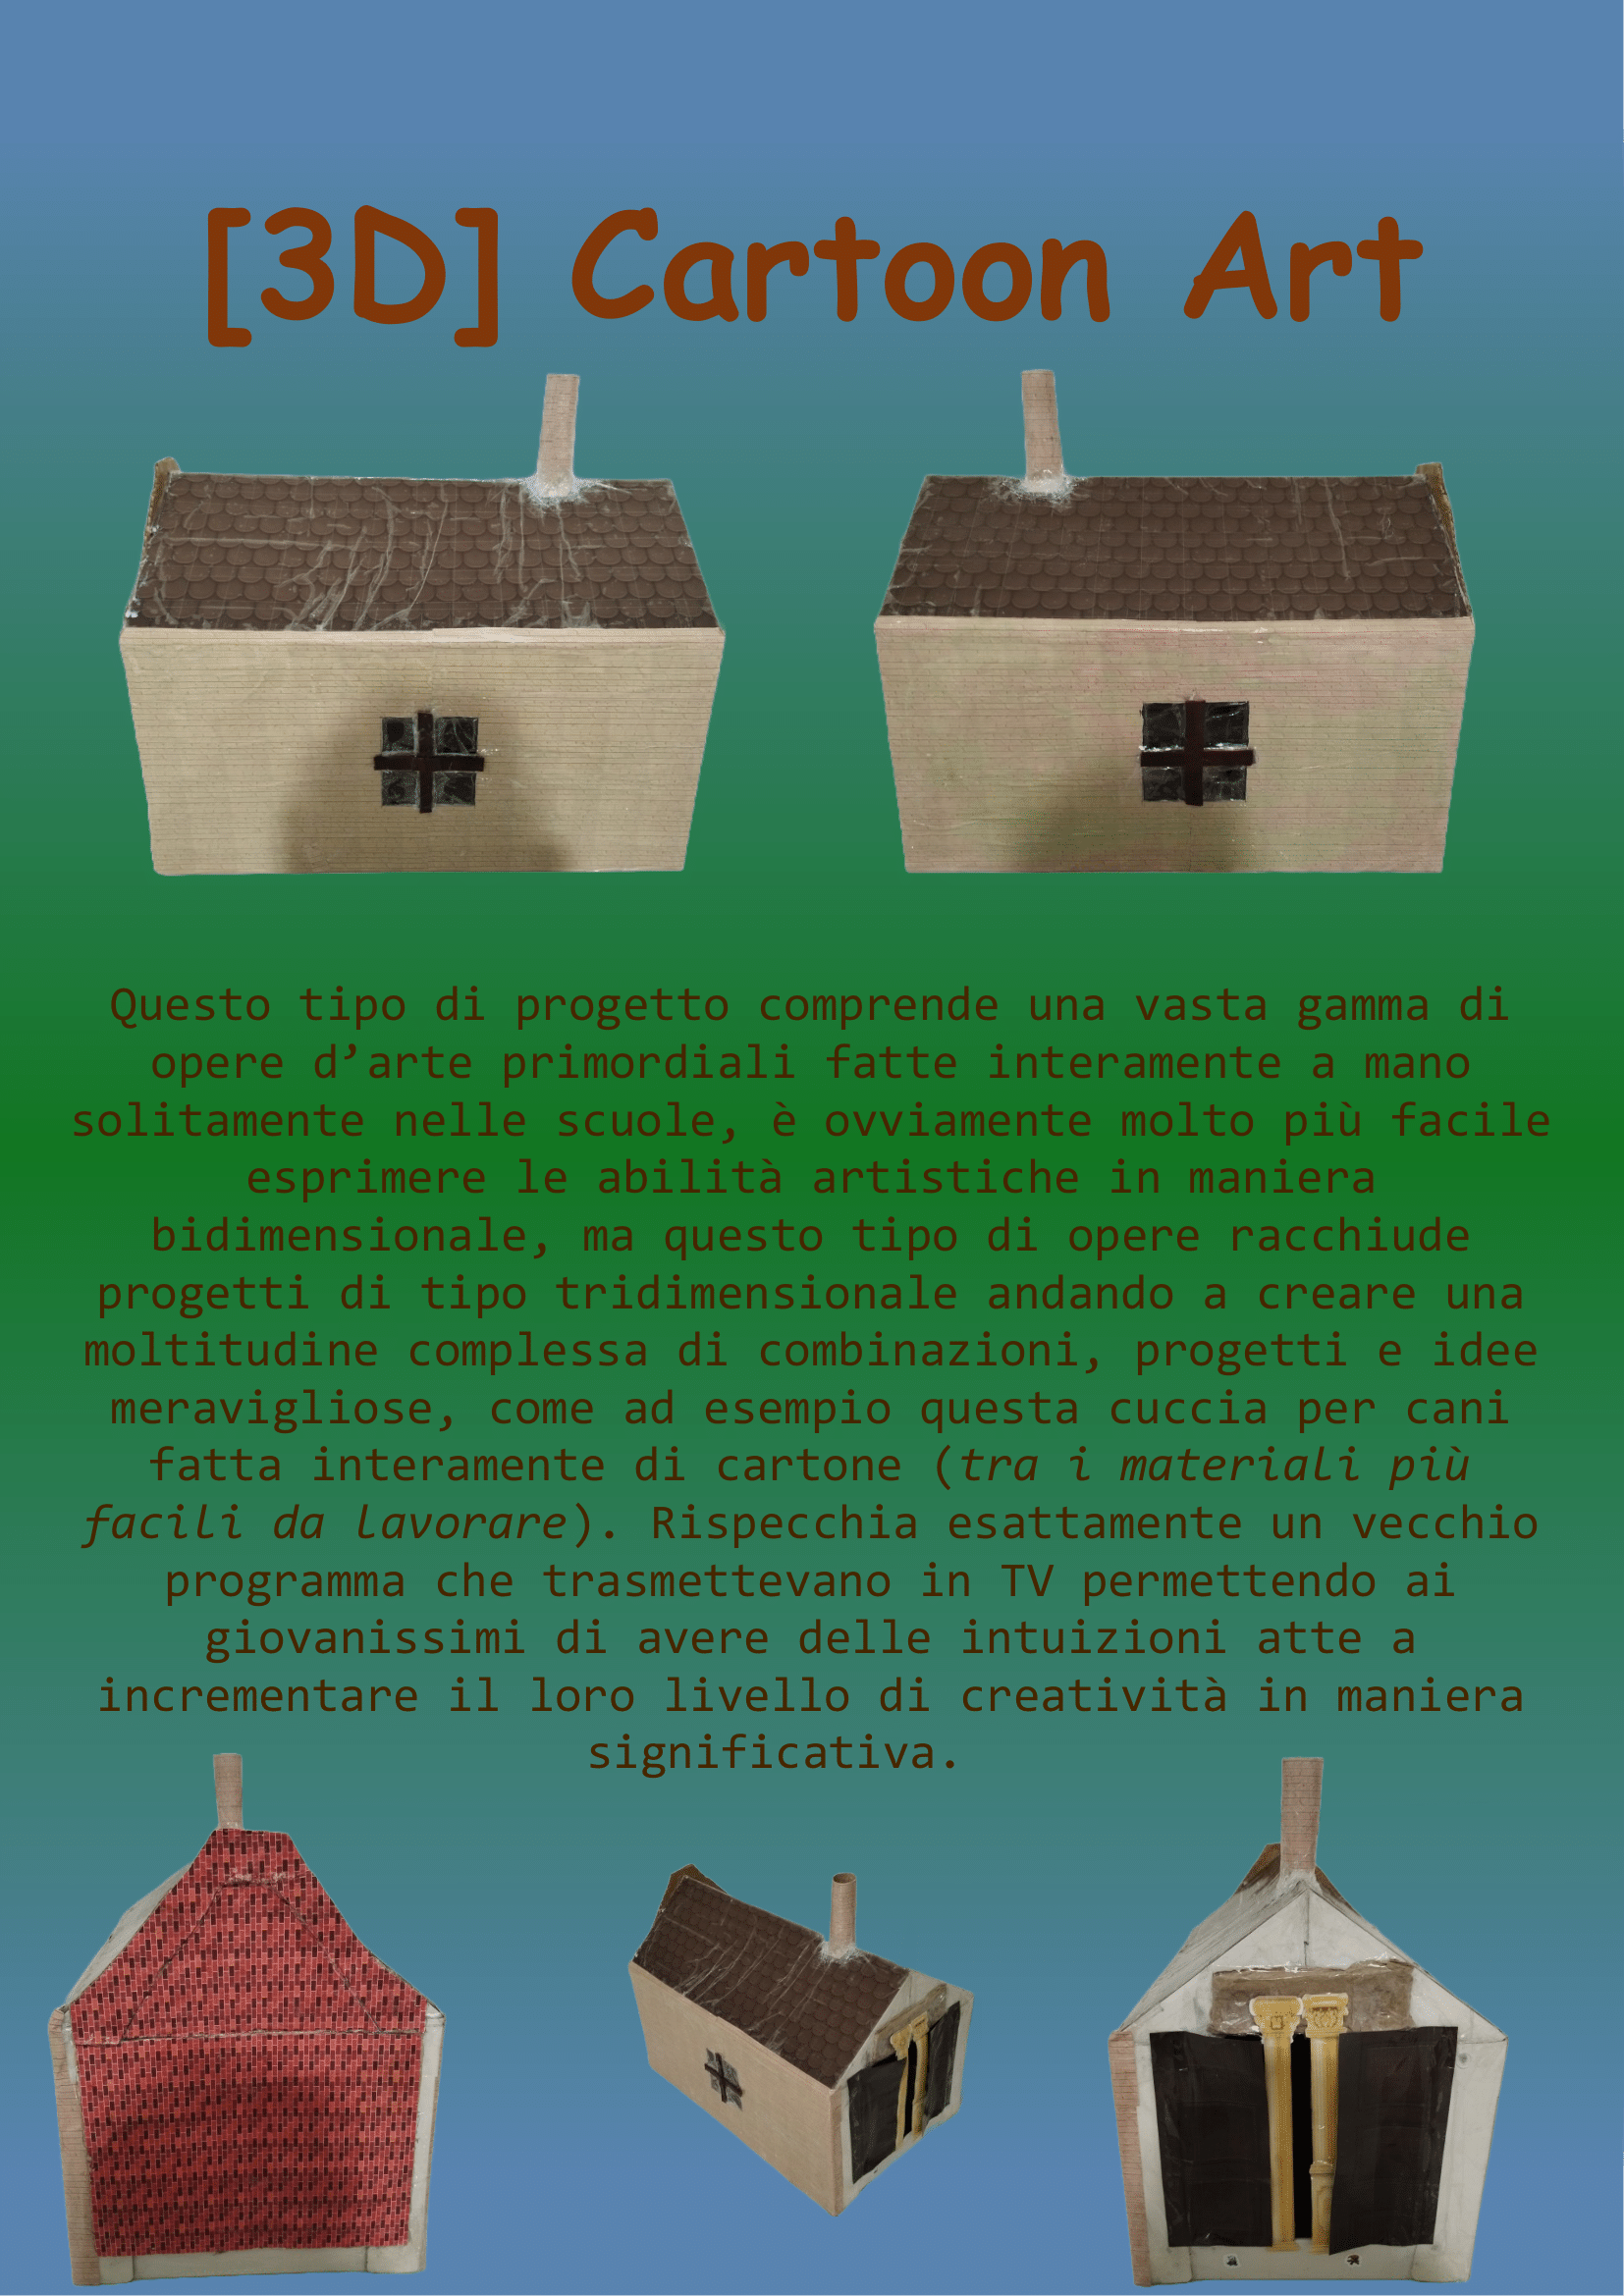 [3D] Cartoon Art
Questo tipo di progetto comprende una vasta gamma di
opere d’arte primordiali fatte interamente a mano
solitamente nelle scuole, è ovviamente molto più facile
esprimere le abilità artistiche in maniera
bidimensionale, ma questo tipo di opere racchiude
progetti di tipo tridimensionale andando a creare una
moltitudine complessa di combinazioni, progetti e idee
meravigliose, come ad esempio questa cuccia per cani
fatta interamente di cartone (tra i materiali più
facili da lavorare). Rispecchia esattamente un vecchio
programma che trasmettevano in TV permettendo ai
giovanissimi di avere delle intuizioni atte a
incrementare il loro livello di creatività in maniera
significativa.